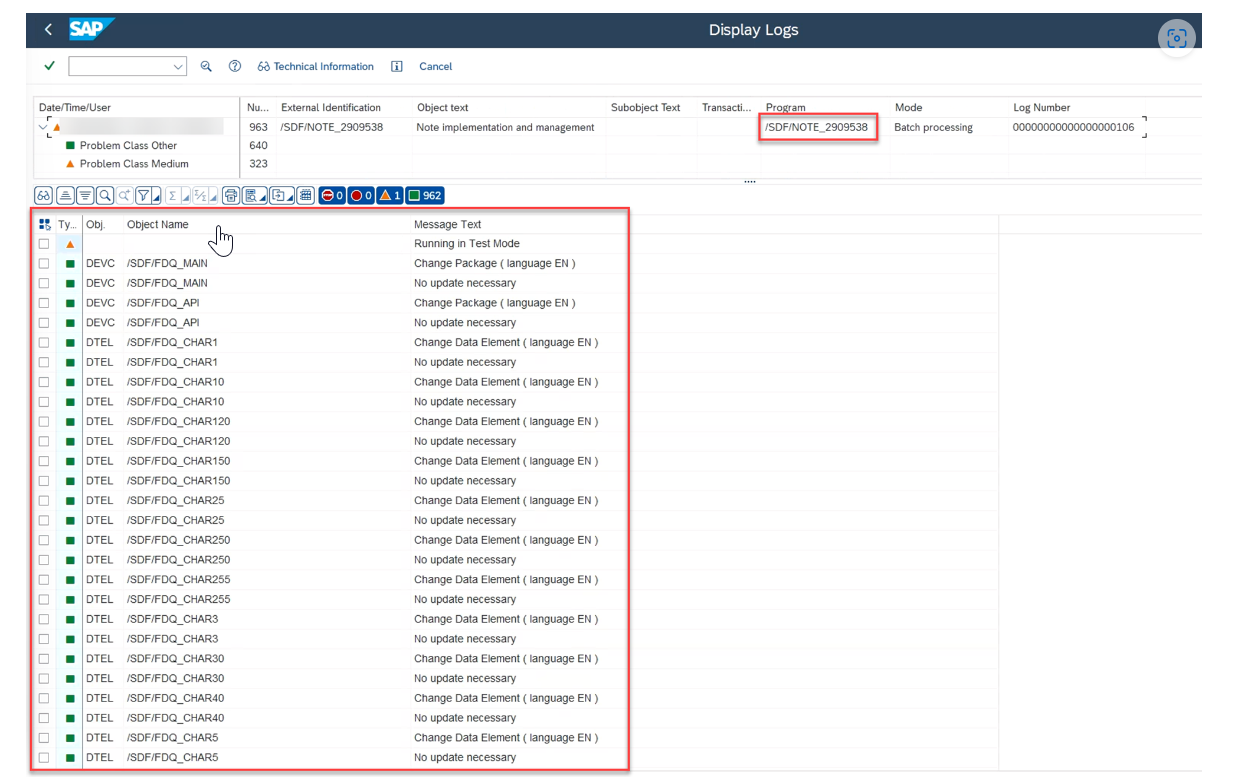 SAP Display Logs
Technical Information Cancel
Date/Time/User Nu... External Identification Object text Subobject Text Transacti... Program Mode Log Number
963 /SDF/NOTE_2909538 Note implementation and management /SDF/NOTE_2909538 Batch processing 00000000000000000106
Problem Class Other 640
Problem Class Medium 323
0 0 1 962
Ty... Obj. Object Name Message Text
Running in Test Mode
DEVC /SDF/FDQ_MAIN Change Package ( language EN )
DEVC /SDF/FDQ_MAIN No update necessary
DEVC /SDF/FDQ_API Change Package ( language EN )
DEVC /SDF/FDQ_API No update necessary
DTEL /SDF/FDQ_CHAR1 Change Data Element ( language EN )
DTEL /SDF/FDQ_CHAR1 No update necessary
DTEL /SDF/FDQ_CHAR10 Change Data Element ( language EN )
DTEL /SDF/FDQ_CHAR10 No update necessary
DTEL /SDF/FDQ_CHAR120 Change Data Element ( language EN )
DTEL /SDF/FDQ_CHAR120 No update necessary
DTEL /SDF/FDQ_CHAR150 Change Data Element ( language EN )
DTEL /SDF/FDQ_CHAR150 No update necessary
DTEL /SDF/FDQ_CHAR25 Change Data Element ( language EN )
DTEL /SDF/FDQ_CHAR25 No update necessary
DTEL /SDF/FDQ_CHAR250 Change Data Element ( language EN )
DTEL /SDF/FDQ_CHAR250 No update necessary
DTEL /SDF/FDQ_CHAR255 Change Data Element ( language EN )
DTEL /SDF/FDQ_CHAR255 No update necessary
DTEL /SDF/FDQ_CHAR3 Change Data Element ( language EN )
DTEL /SDF/FDQ_CHAR3 No update necessary
DTEL /SDF/FDQ_CHAR30 Change Data Element ( language EN )
DTEL /SDF/FDQ_CHAR30 No update necessary
DTEL /SDF/FDQ_CHAR40 Change Data Element ( language EN )
DTEL /SDF/FDQ_CHAR40 No update necessary
DTEL /SDF/FDQ_CHAR5 Change Data Element ( language EN )
DTEL /SDF/FDQ_CHAR5 No update necessary